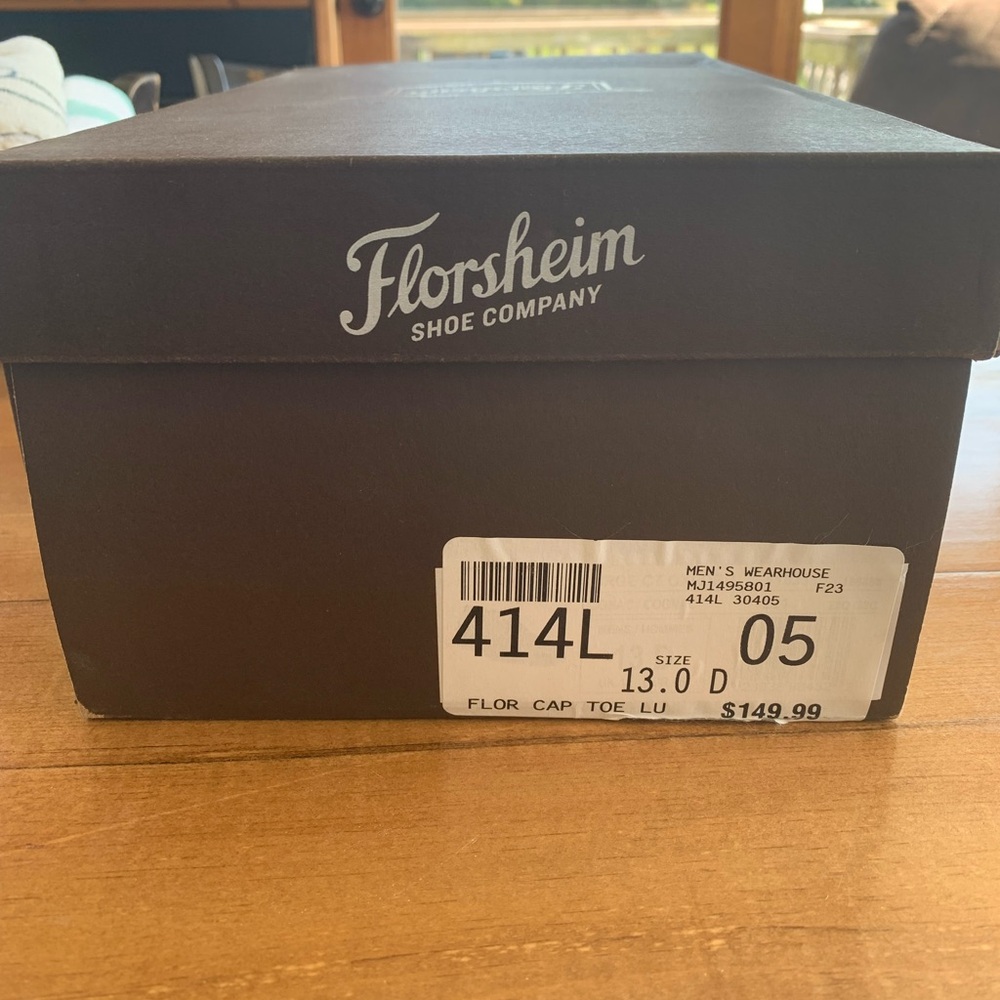 Florsheim
SHOE COMPANY
MEN'S WEARHOUSE
MJ1495801 F23
414L 30405
414L
05
SIZE
13.0 D
FLOR CAP TOE LU
$149.99